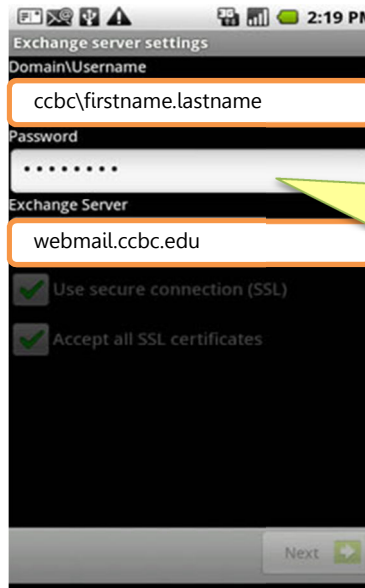 3G
2:19 PM
Exchange server settings
Domain\Username
ccbc\firstname.lastname
Password
••••••••
Exchange Server
webmail.ccbc.edu
Use secure connection (SSL)
Accept all SSL certificates
Next